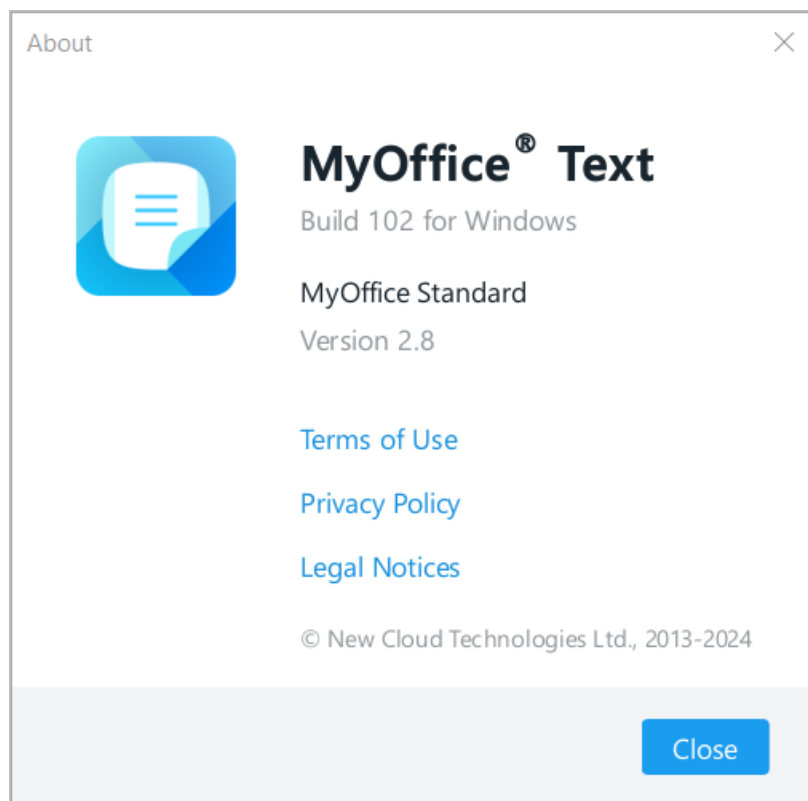 About
MyOffice® Text
Build 102 for Windows
MyOffice Standard
Version 2.8
Terms of Use
Privacy Policy
Legal Notices
© New Cloud Technologies Ltd., 2013-2024
Close